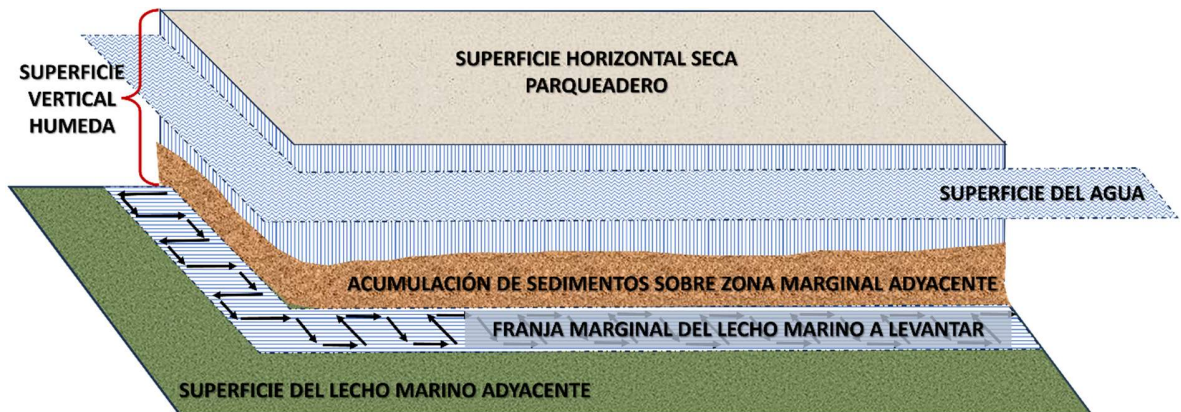 SUPERFICIE HORIZONTAL SECA
PARQUEADERO
SUPERFICIE
VERTICAL
HUMEDA
SUPERFICIE DEL AGUA
ACUMULACIÓN DE SEDIMENTOS SOBRE ZONA MARGINAL ADYACENTE
FRANJA MARGINAL DEL LECHO MARINO A LEVANTAR
SUPERFICIE DEL LECHO MARINO ADYACENTE